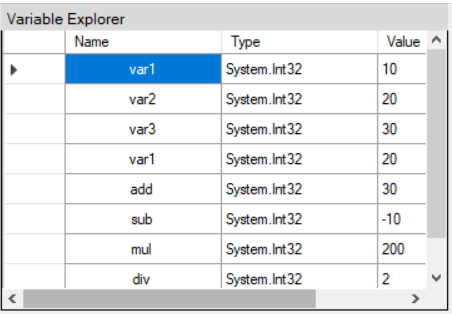 Variable Explorer
Name Type Value
var1 System.Int32 10
var2 System.Int32 20
var3 System.Int32 30
var1 System.Int32 20
add System.Int32 30
sub System.Int32 -10
mul System.Int32 200
div System.Int32 2